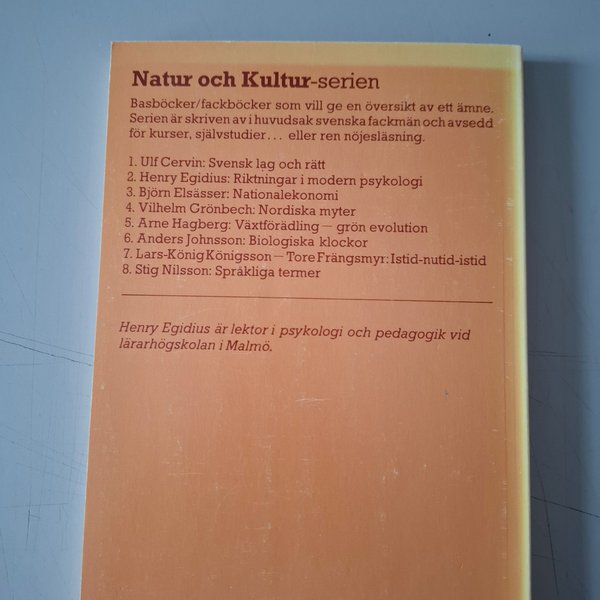 Natur och Kultur-serien
Basböcker/fackböcker som vill ge en översikt av ett ämne.
Serien är skriven av i huvudsak svenska fackmän och avsedd
för kurser, självstudier... eller ren nöjesläsning.
1. Ulf Cervin: Svensk lag och rätt
2. Henry Egidius: Riktningar i modern psykologi
3. Björn Elsässer: Nationalekonomi
4. Vilhelm Grönbech: Nordiska myter
5. Arne Hagberg: Växtförädling — grön evolution
6. Anders Johnsson: Biologiska klockor
7. Lars-König Königsson — Tore Frängsmyr: Istid-nutid-istid
8. Stig Nilsson: Språkliga termer
Henry Egidius är lektor i psykologi och pedagogik vid
lärarhögskolan i Malmö.